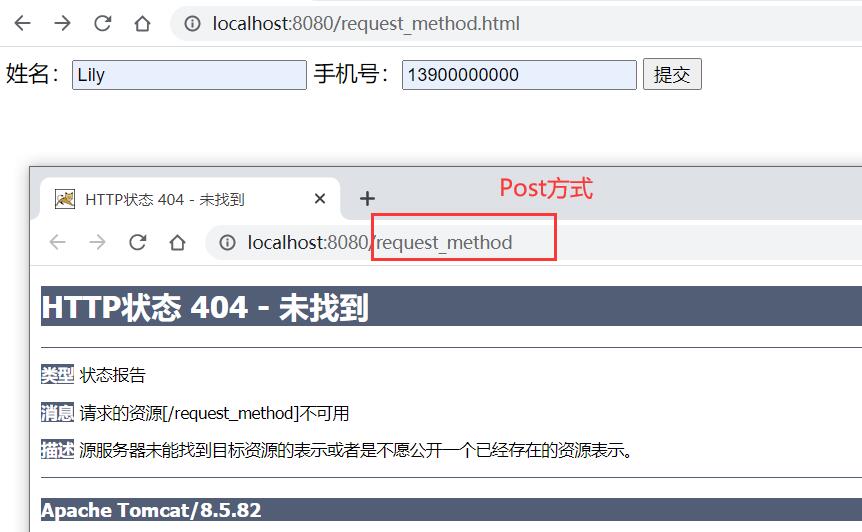 localhost:8080/request_method.html
姓名：Lily 手机号：13900000000 提交
Post方式
HTTP状态 404 - 未找到
localhost:8080/request_method
HTTP状态 404 - 未找到
类型 状态报告
消息 请求的资源[/request_method]不可用
描述 源服务器未能找到目标资源的表示或者是不愿公开一个已经存在的资源表示。
Apache Tomcat/8.5.82